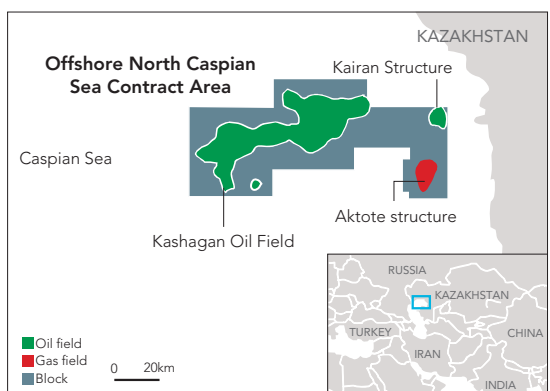 KAZAKHSTAN
Offshore North Caspian
Sea Contract Area
Kairan Structure
Caspian Sea
Aktote structure
Kashagan Oil Field
RUSSIA
KAZAKHSTAN
TURKEY
CHINA
IRAN
INDIA
Oil field
Gas field
Block
0 20km